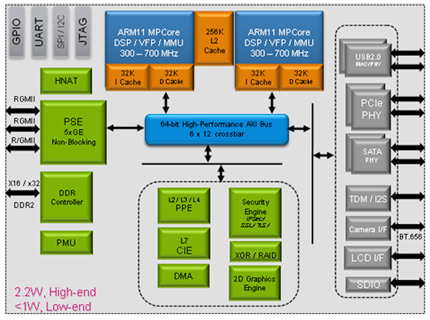 GPIO
UART
SPI / I2C
JTAG
ARM11 MPCore
DSP / VFP / MMU
300 – 700 MHz
32K
I Cache
32K
D Cache
256K
L2
Cache
ARM11 MPCore
DSP / VFP / MMU
300 – 700 MHz
32K
I Cache
32K
D Cache
USB2.0
MAC/PHY
PCIe
PHY
SATA
PHY
TDM / I2S
Camera I/F
BT.656
LCD I/F
SDIO
HNAT
RGMII
RGMII
R/GMII
PSE
5xGE
Non-Blocking
64-bit High-Performance AXI Bus
6 x 12 crossbar
X16 / x32
DDR2
DDR
Controller
PMU
L2 / L3 / L4
PPE
L7
CIE
DMA
Security
Engine
IPSec/
XOR / RAID
2D Graphics
Engine
2.2W, High-end
<1W, Low-end